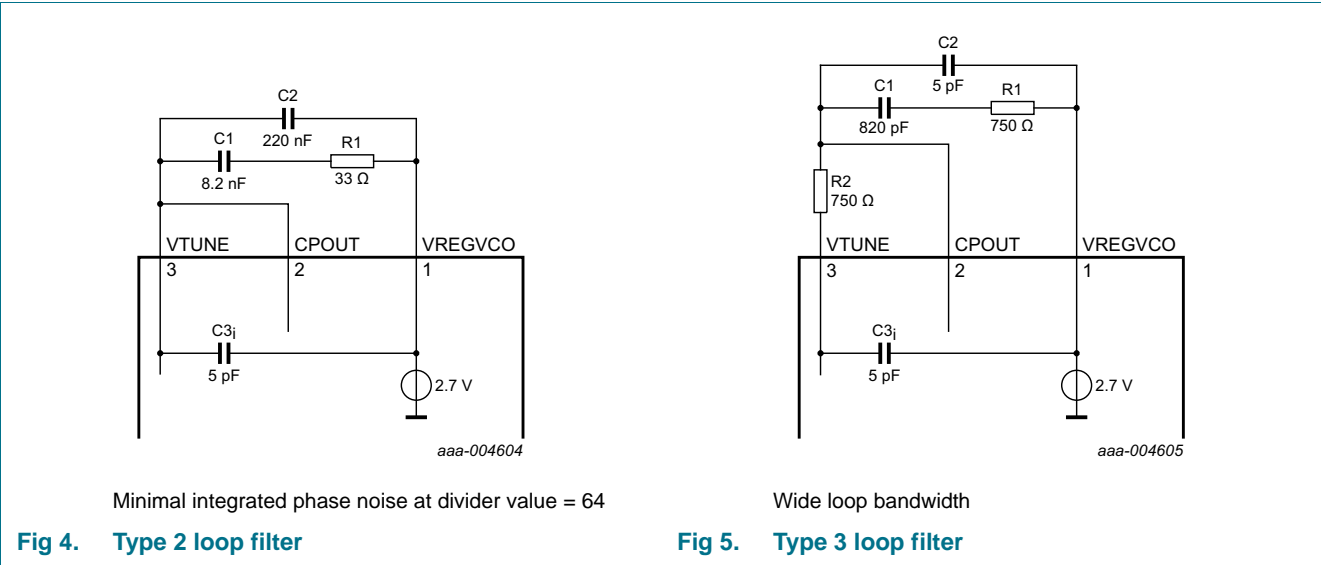 C2
220 nF
C1
8.2 nF
R1
33 Ω
VTUNE
CPOUT
VREGVCO
3
2
1
C3i
5 pF
2.7 V
aaa-004604
Minimal integrated phase noise at divider value = 64
Fig 4. Type 2 loop filter
C2
5 pF
C1
820 pF
R1
750 Ω
R2
750 Ω
VTUNE
CPOUT
VREGVCO
3
2
1
C3i
5 pF
2.7 V
aaa-004605
Wide loop bandwidth
Fig 5. Type 3 loop filter